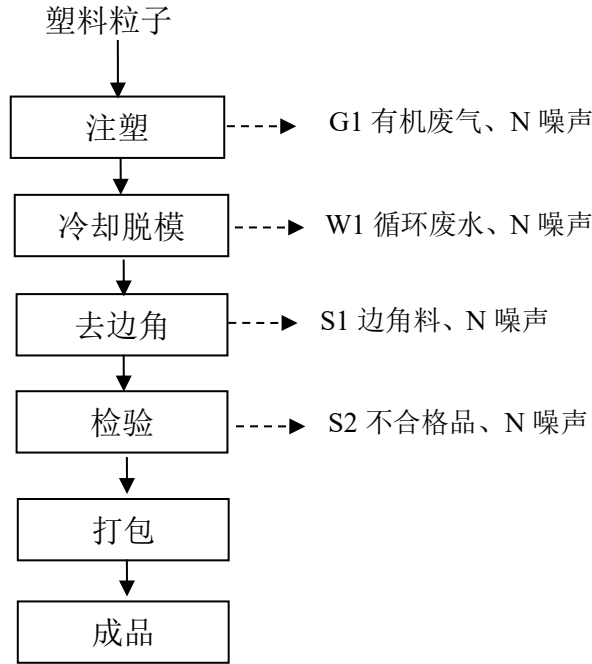 塑料粒子
注塑
G1 有机废气、N 噪声
冷却脱模
W1 循环废水、N 噪声
去边角
S1 边角料、N 噪声
检验
S2 不合格品、N 噪声
打包
成品